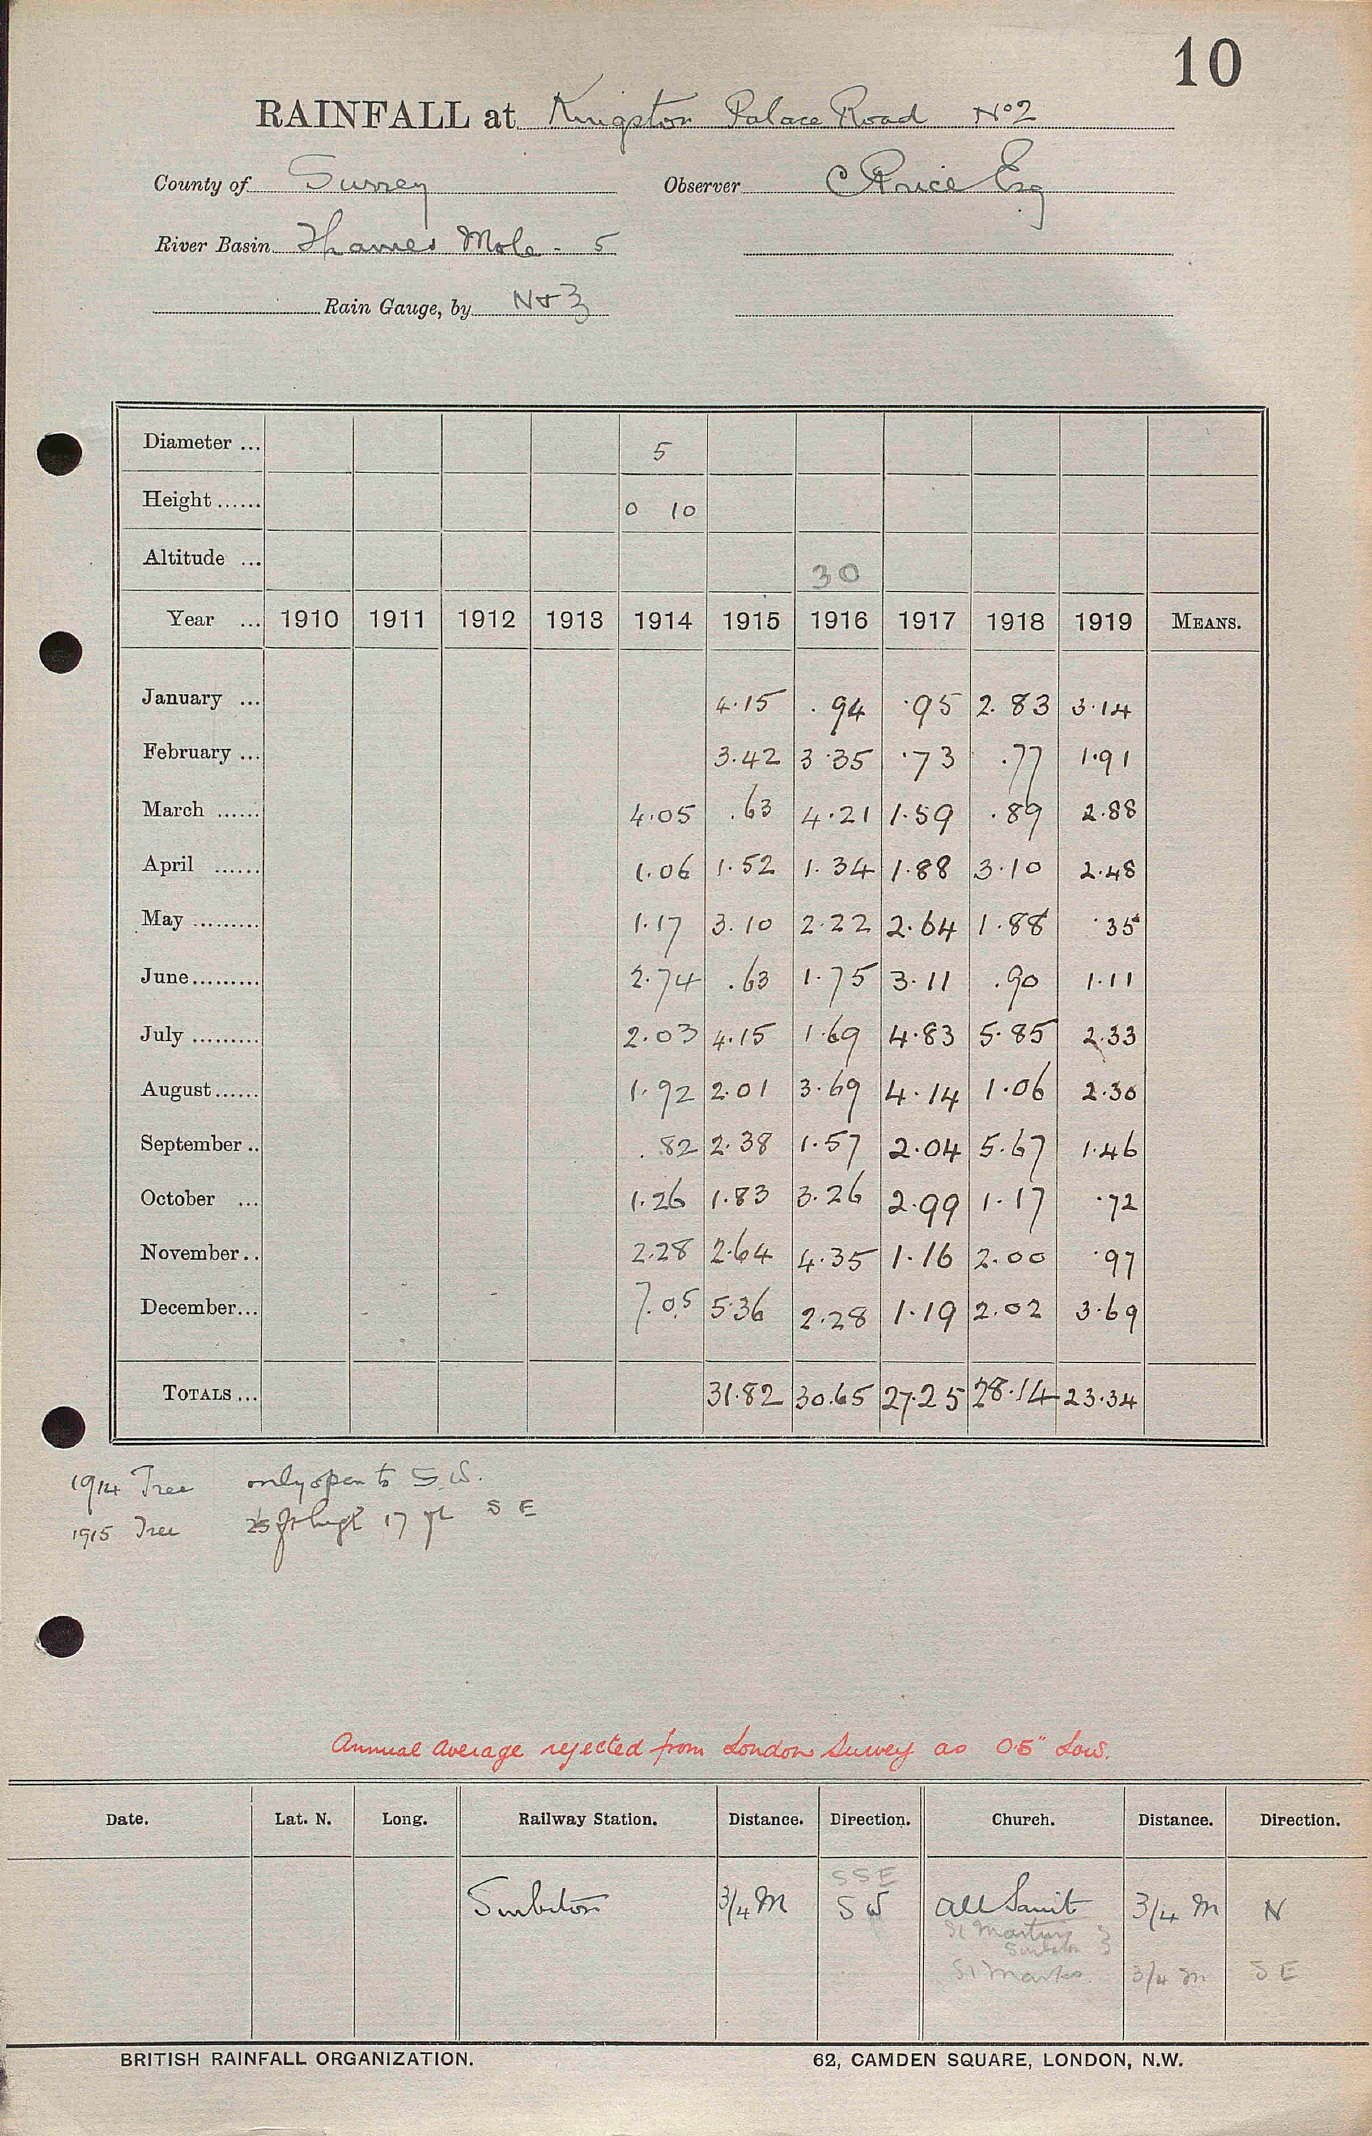 10
RAINFALL at Kingston Palace Road No 2
County of Surrey Observer C Price Esq
River Basin Thames Mole - 5
Rain Gauge, by N & Z
Diameter ... 5
Height ...... 0 10
Altitude ... 30
Year ... 1910 1911 1912 1913 1914 1915 1916 1917 1918 1919 MEANS.
January ... 4.15 .94 .95 2.83 3.14
February ... 3.42 3.35 .73 .77 1.91
March ...... 4.05 .63 4.21 1.59 .89 2.88
April ...... 1.06 1.52 1.34 1.88 3.10 2.48
May ......... 1.17 3.10 2.22 2.64 1.88 .35
June......... 2.74 .63 1.75 3.11 .90 1.11
July ......... 2.03 4.15 1.69 4.83 5.85 2.33
August...... 1.92 2.01 3.69 4.14 1.06 2.30
September.. .82 2.38 1.57 2.04 5.67 1.46
October ... 1.26 1.83 3.26 2.99 1.17 .72
November.. 2.28 2.64 4.35 1.16 2.00 .97
December... 7.05 5.36 2.28 1.19 2.02 3.69
TOTALS... 31.82 30.65 27.25 28.14 23.34
1914 Tree only open to S.W.
1915 Tree 25 ft high 17 ft S E
Annual Average rejected from London Survey as 0.5" Low.
Date. Lat. N. Long. Railway Station. Distance. Direction. Church. Distance. Direction.
SSE
Surbiton 3/4 M SW All Saint 3/4 M N
St Martins
Surbiton
St Marks 3/4 m S E
BRITISH RAINFALL ORGANIZATION. 62, CAMDEN SQUARE, LONDON, N.W.